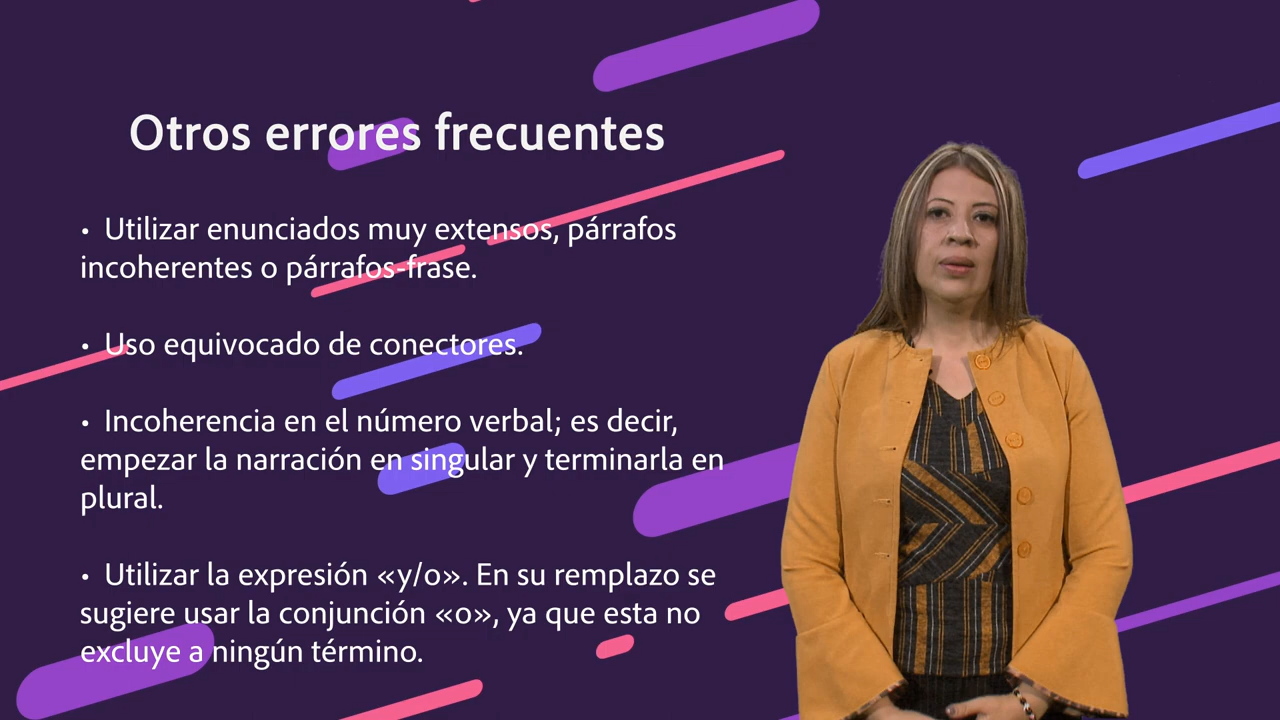 Otros errores frecuentes
• Utilizar enunciados muy extensos, párrafos
incoherentes o párrafos-frase.
• Uso equivocado de conectores.
• Incoherencia en el número verbal; es decir,
empezar la narración en singular y terminarla en
plural.
• Utilizar la expresión «y/o». En su remplazo se
sugiere usar la conjunción «o», ya que esta no
excluye a ningún término.